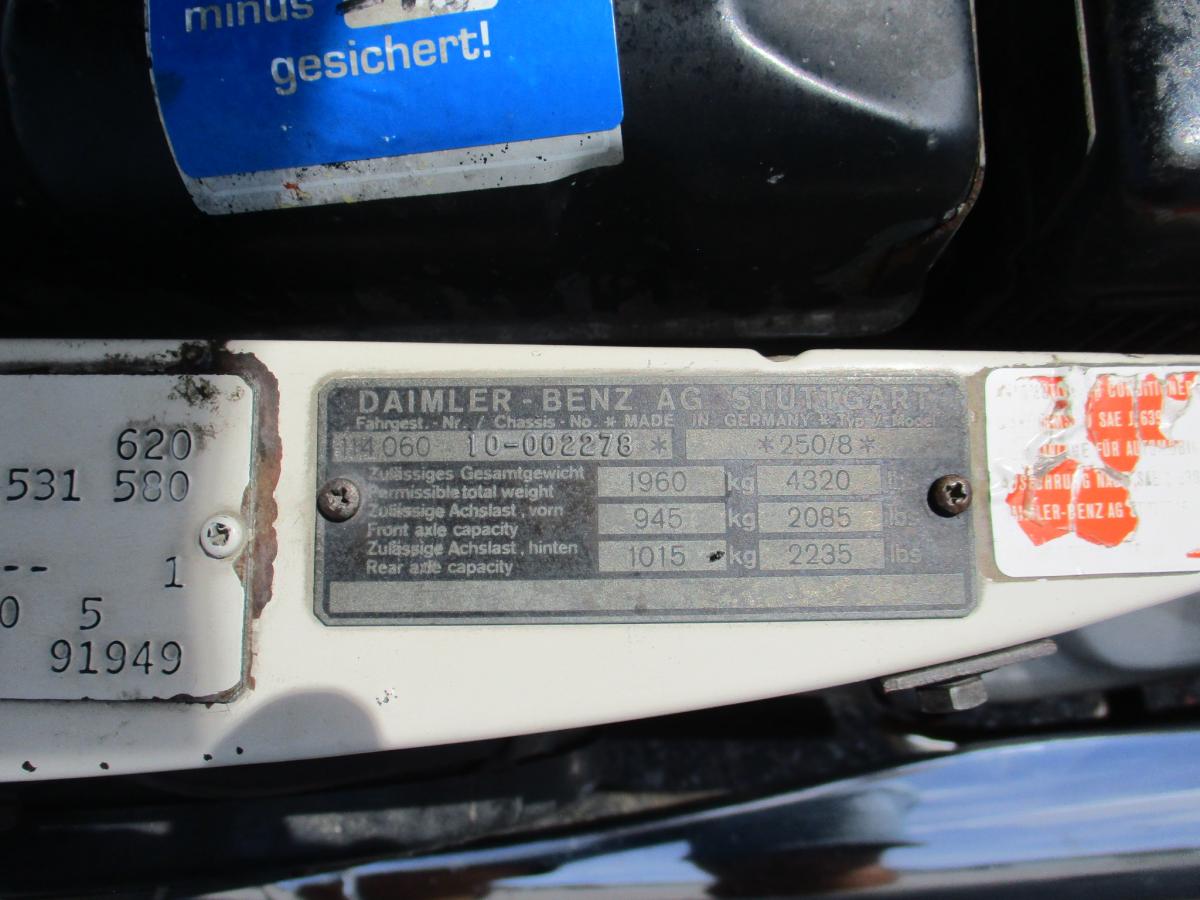 minus
gesichert!
620
531 580
-- 1
0 5
91949
DAIMLER-BENZ AG STUTTGART
Fahrgest.-Nr. / Chassis-No. * MADE IN GERMANY * Typ / Model
114 060 10-002278 * *250/8*
Zulässiges Gesamtgewicht
Permissible total weight
1960 kg 4320
Zulässige Achslast, vorn
Front axle capacity
945 kg 2085 lbs
Zulässige Achslast, hinten
Rear axle capacity
1015 kg 2235 lbs
CONDITIONER
SAE J 639
FÜR
DAIMLER-BENZ AG